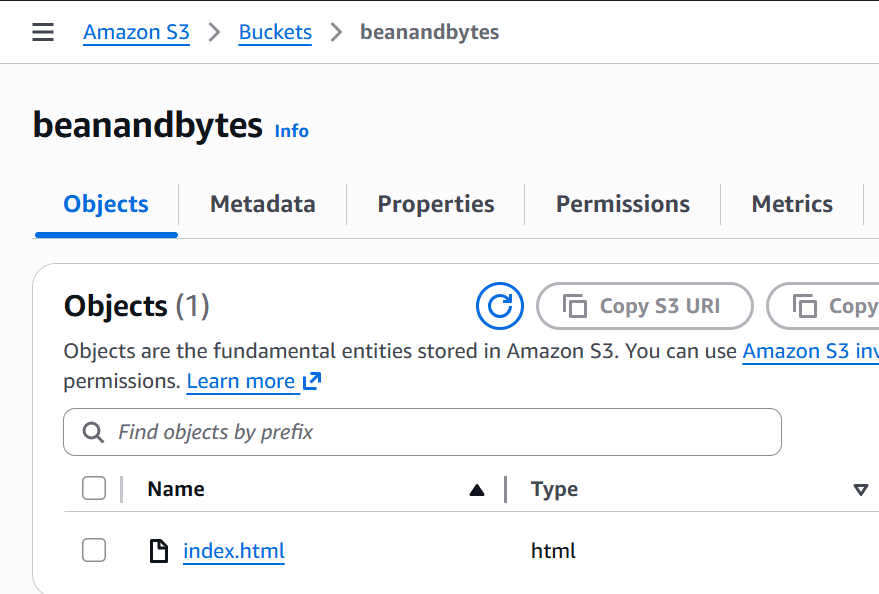 Amazon S3 > Buckets > beanandbytes
beanandbytes Info
Objects Metadata Properties Permissions Metrics
Objects (1) Copy S3 URI Copy
Objects are the fundamental entities stored in Amazon S3. You can use Amazon S3 inv
permissions. Learn more
Find objects by prefix
Name Type
index.html html